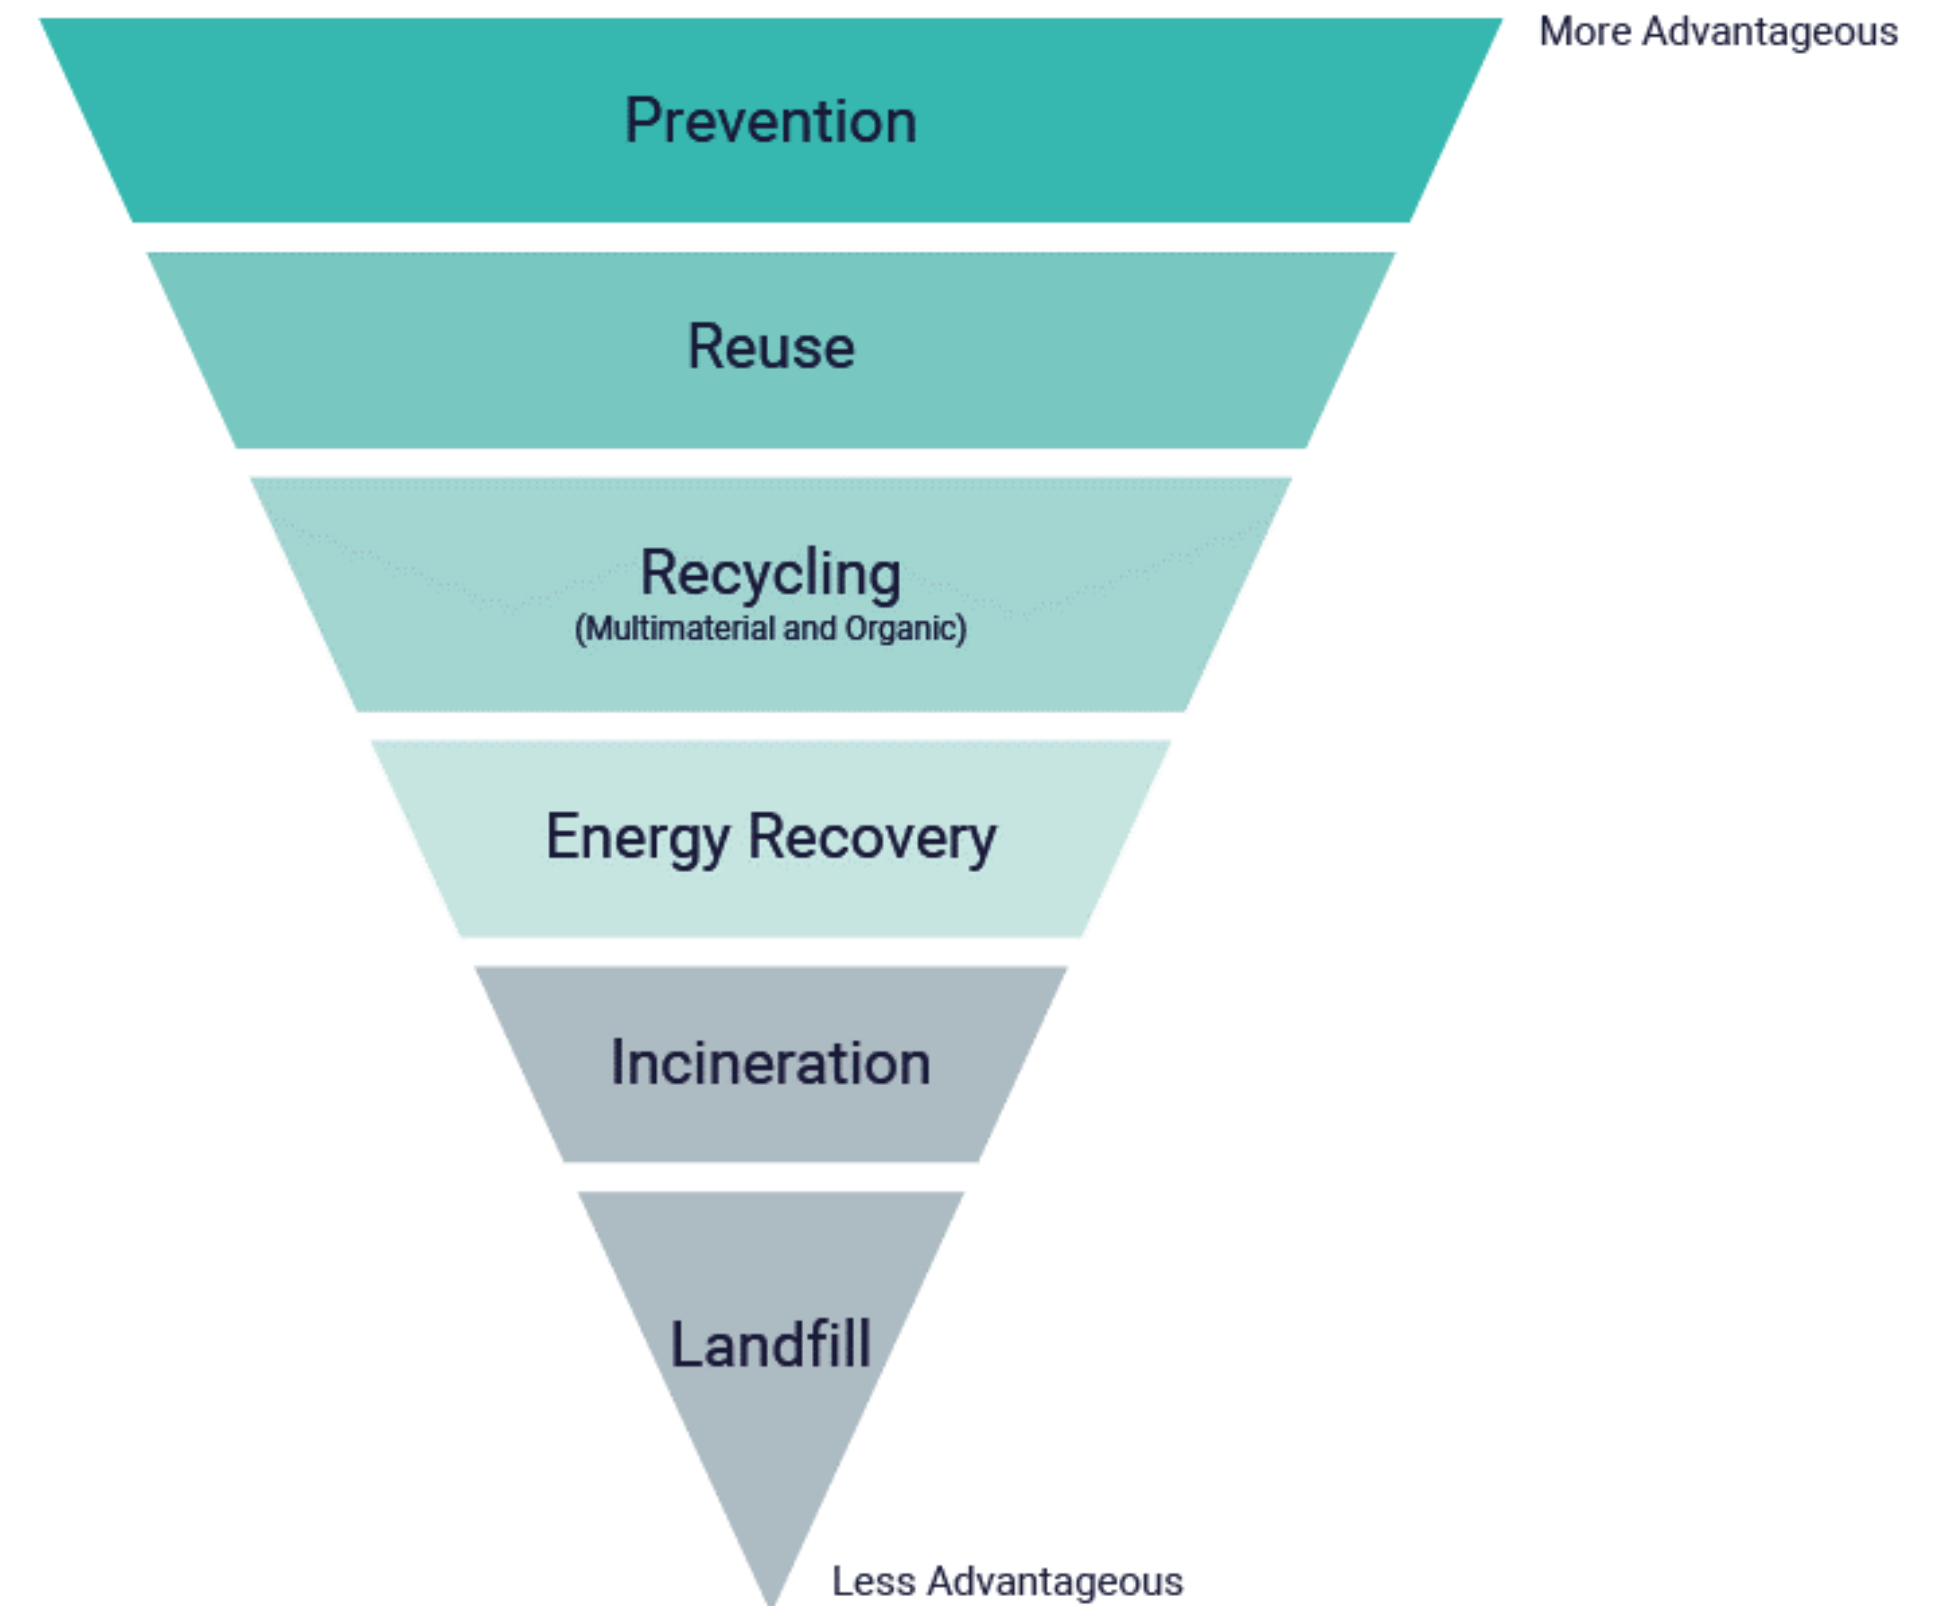 More Advantageous
Prevention
Reuse
Recycling
(Multimaterial and Organic)
Energy Recovery
Incineration
Landfill
Less Advantageous